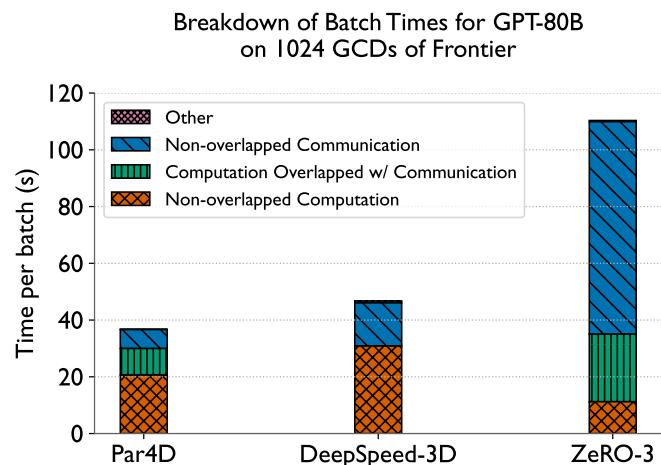 Breakdown of Batch Times for GPT-80B
on 1024 GCDs of Frontier
Time per batch (s)
120
100
80
60
40
20
0
Other
Non-overlapped Communication
Computation Overlapped w/ Communication
Non-overlapped Computation
Par4D
DeepSpeed-3D
ZeRO-3